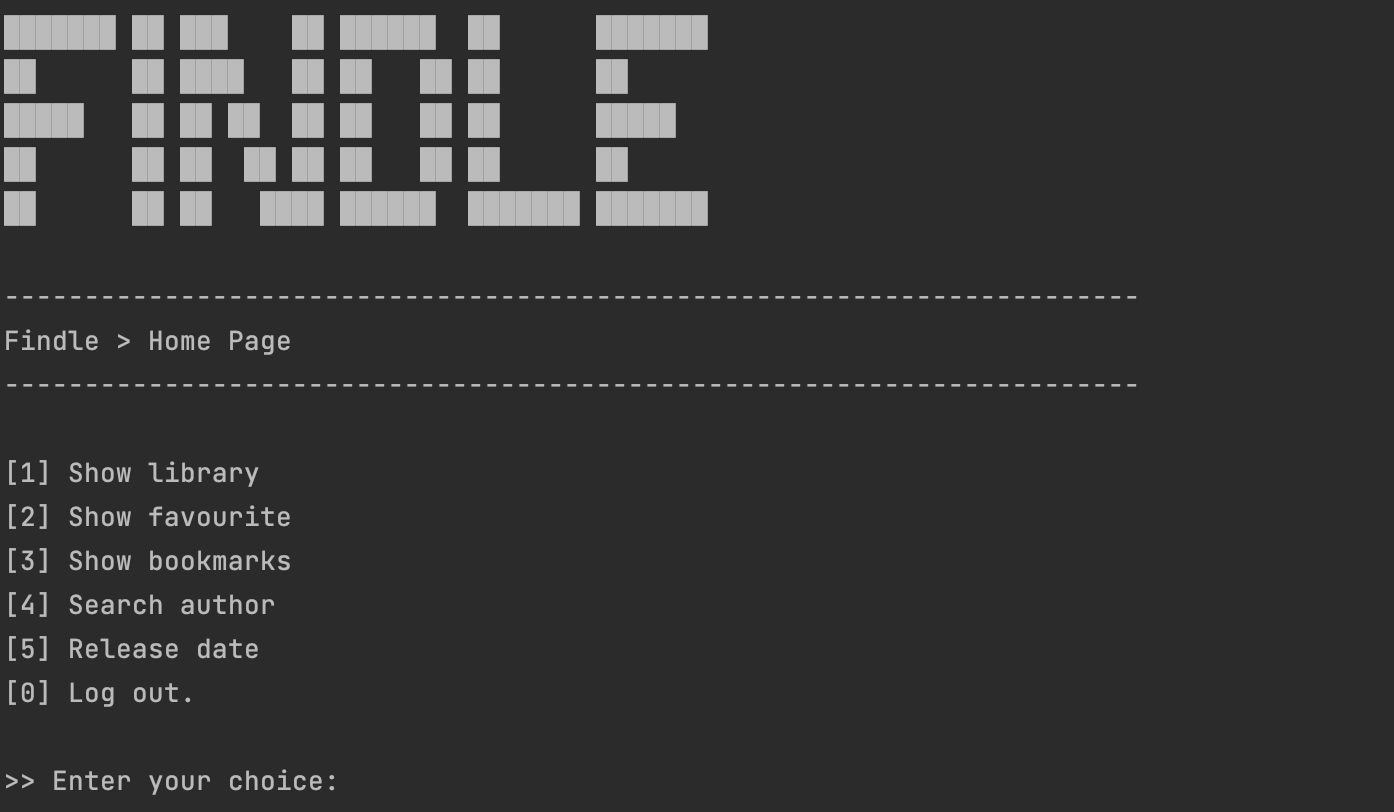 FINDLE
-----------------------------------------------------------------------
Findle > Home Page
-----------------------------------------------------------------------
[1] Show library
[2] Show favourite
[3] Show bookmarks
[4] Search author
[5] Release date
[0] Log out.
>> Enter your choice: